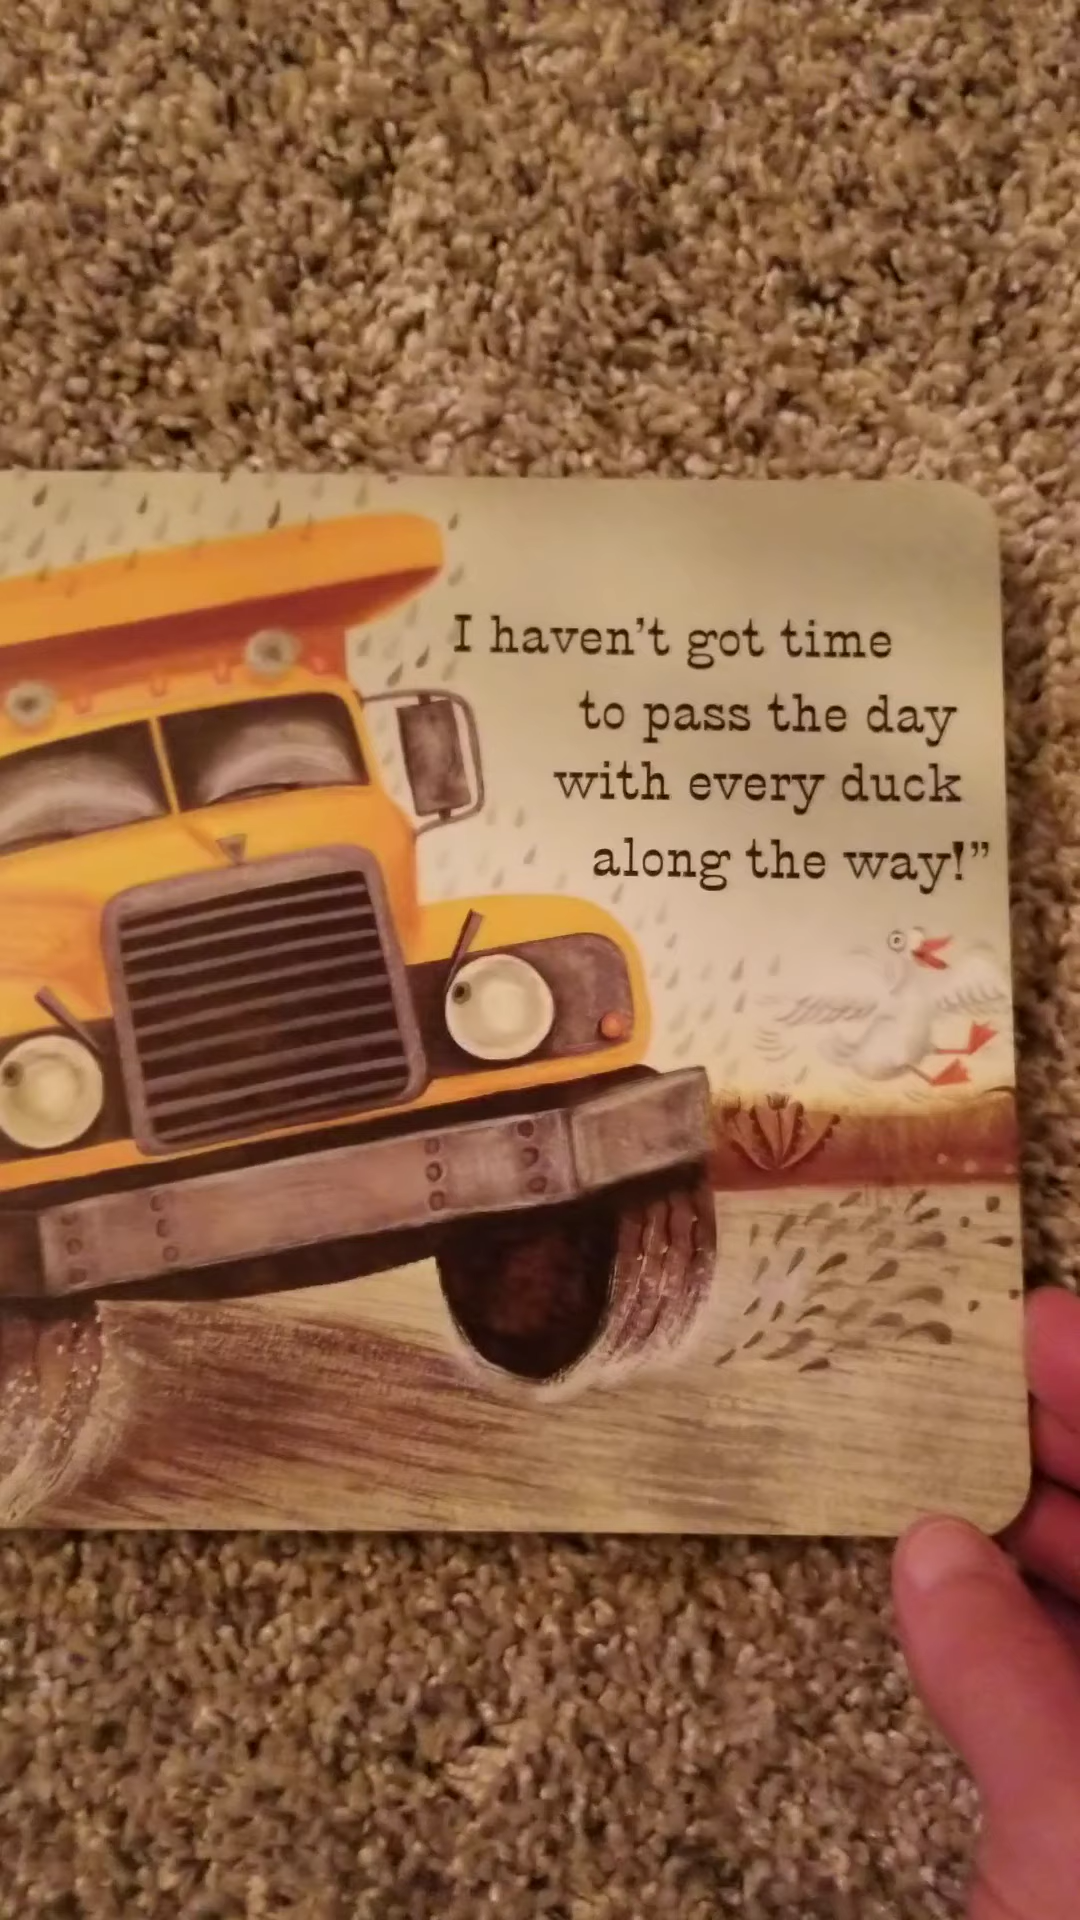 I haven't got time
to pass the day
with every duck
along the way!”